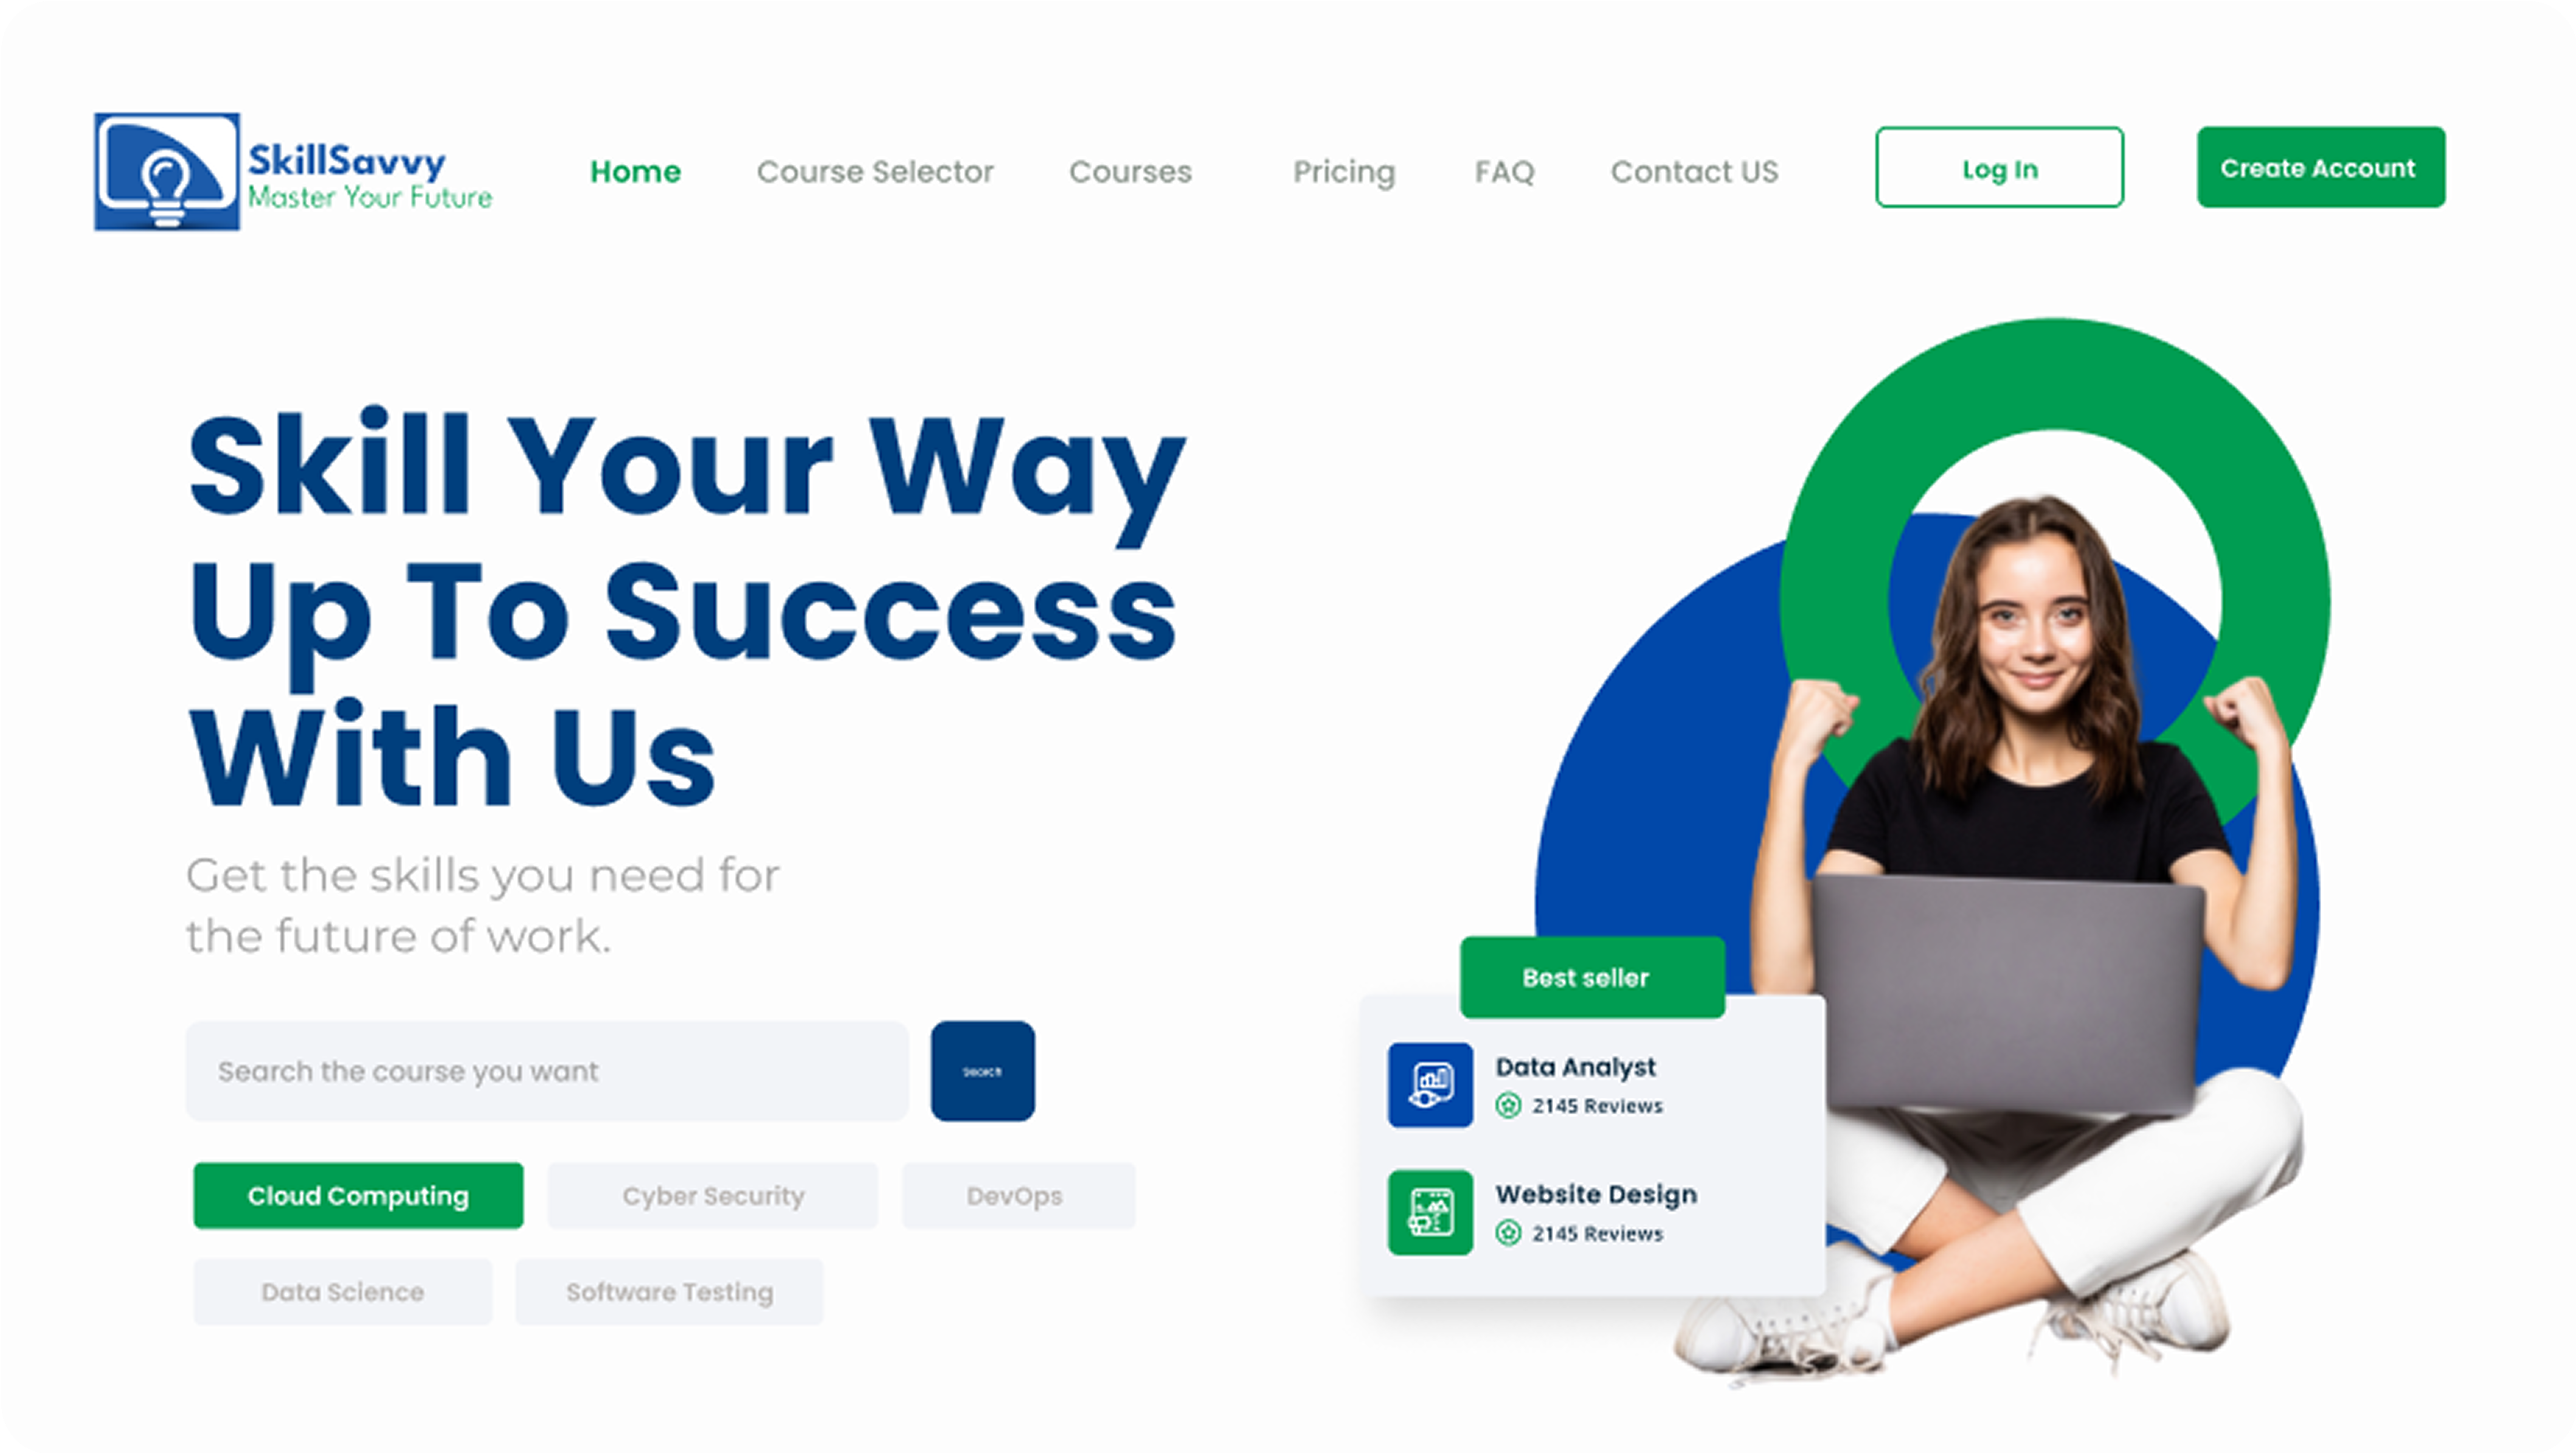 SkillSavvy
Master Your Future
Home
Course Selector
Courses
Pricing
FAQ
Contact US
Log In
Create Account
Skill Your Way
Up To Success
With Us
Get the skills you need for
the future of work.
Search the course you want
Search
Cloud Computing
Cyber Security
DevOps
Data Science
Software Testing
Best seller
Data Analyst
2145 Reviews
Website Design
2145 Reviews